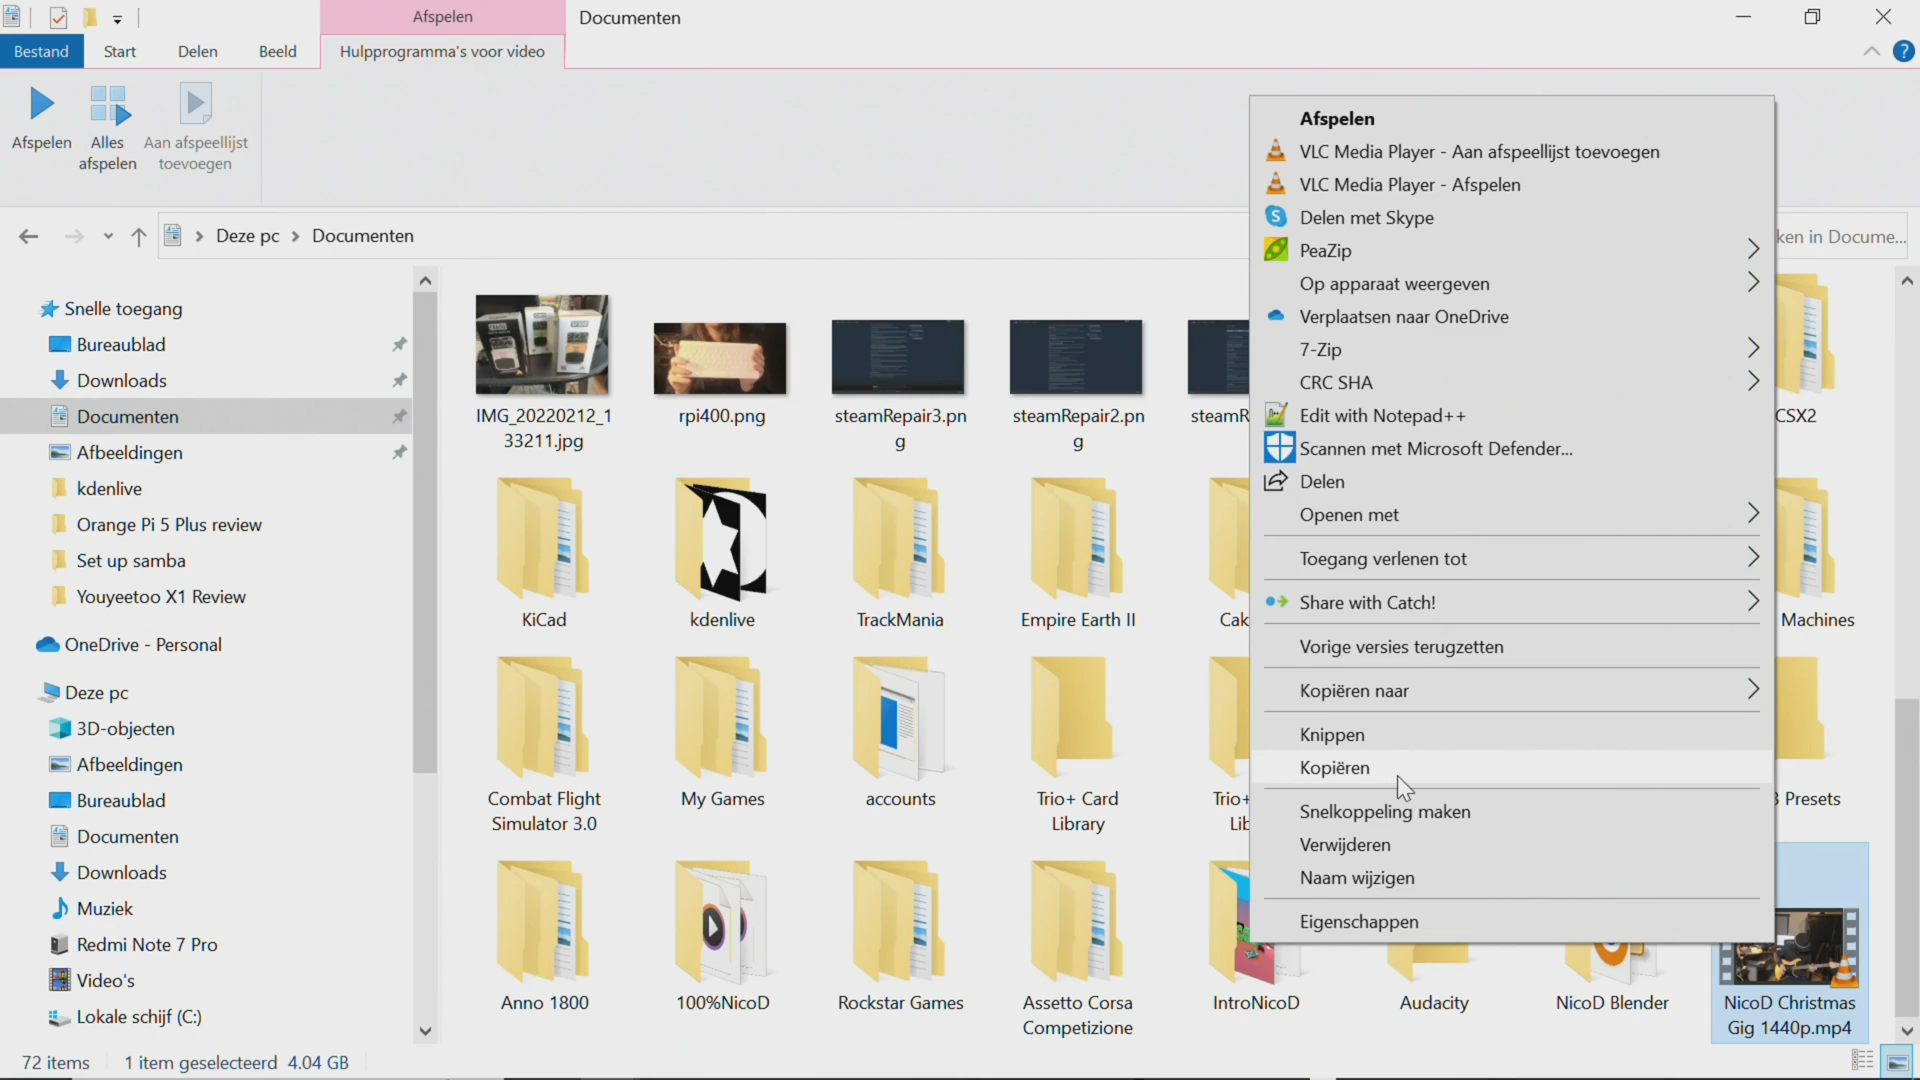 Afspelen
Documenten
Bestand
Start
Delen
Beeld
Hulpprogramma's voor video
Afspelen
Alles
afspelen
Aan afspeellijst
toevoegen
Deze pc
Documenten
ken in Docume...
Snelle toegang
Bureaublad
Downloads
Documenten
Afbeeldingen
kdenlive
Orange Pi 5 Plus review
Set up samba
Youyeetoo X1 Review
OneDrive - Personal
Deze pc
3D-objecten
Afbeeldingen
Bureaublad
Documenten
Downloads
Muziek
Redmi Note 7 Pro
Video's
Lokale schijf (C:)
IMG_20220212_1
33211.jpg
rpi400.png
steamRepair3.pn
g
steamRepair2.pn
g
steamR
CSX2
KiCad
kdenlive
TrackMania
Empire Earth II
Cak
Machines
Combat Flight
Simulator 3.0
My Games
accounts
Trio+ Card
Library
Trio+
Lib
3 Presets
Anno 1800
100%NicoD
Rockstar Games
Assetto Corsa
Competizione
IntroNicoD
Audacity
NicoD Blender
NicoD Christmas
Gig 1440p.mp4
Afspelen
VLC Media Player - Aan afspeellijst toevoegen
VLC Media Player - Afspelen
Delen met Skype
PeaZip
Op apparaat weergeven
Verplaatsen naar OneDrive
7-Zip
CRC SHA
Edit with Notepad++
Scannen met Microsoft Defender...
Delen
Openen met
Toegang verlenen tot
Share with Catch!
Vorige versies terugzetten
Kopiëren naar
Knippen
Kopiëren
Snelkoppeling maken
Verwijderen
Naam wijzigen
Eigenschappen
72 items
1 item geselecteerd 4.04 GB